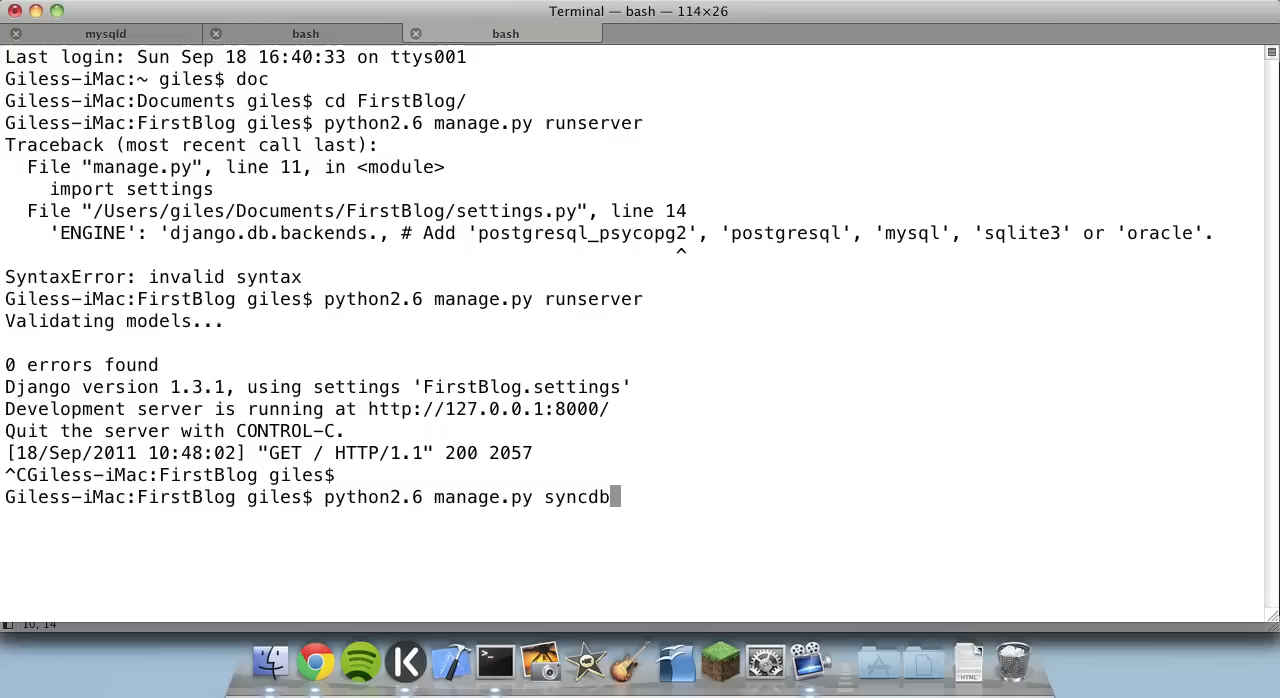 Terminal — bash — 114×26
mysqld bash bash
Last login: Sun Sep 18 16:40:33 on ttys001
Giless-iMac:~ giles$ doc
Giless-iMac:Documents giles$ cd FirstBlog/
Giless-iMac:FirstBlog giles$ python2.6 manage.py runserver
Traceback (most recent call last):
  File "manage.py", line 11, in <module>
    import settings
  File "/Users/giles/Documents/FirstBlog/settings.py", line 14
    'ENGINE': 'django.db.backends., # Add 'postgresql_psycopg2', 'postgresql', 'mysql', 'sqlite3' or 'oracle'.
^
SyntaxError: invalid syntax
Giless-iMac:FirstBlog giles$ python2.6 manage.py runserver
Validating models...
0 errors found
Django version 1.3.1, using settings 'FirstBlog.settings'
Development server is running at http://127.0.0.1:8000/
Quit the server with CONTROL-C.
[18/Sep/2011 10:48:02] "GET / HTTP/1.1" 200 2057
^CGiless-iMac:FirstBlog giles$
Giless-iMac:FirstBlog giles$ python2.6 manage.py syncdb
10, 14
HTML